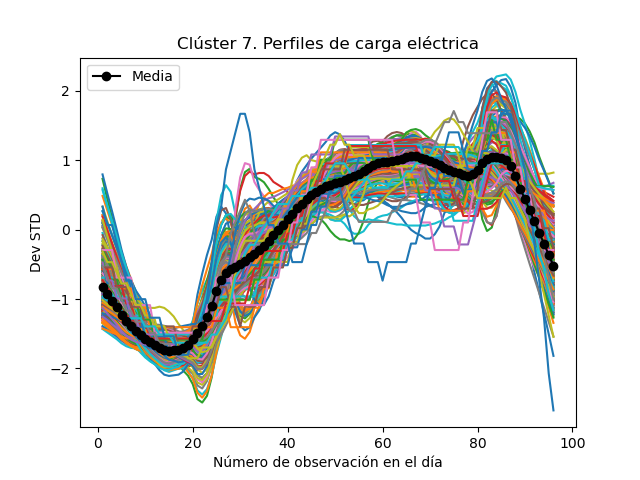 Clúster 7. Perfiles de carga eléctrica
Media
Dev STD
2
1
0
−1
−2
0 20 40 60 80 100
Número de observación en el día